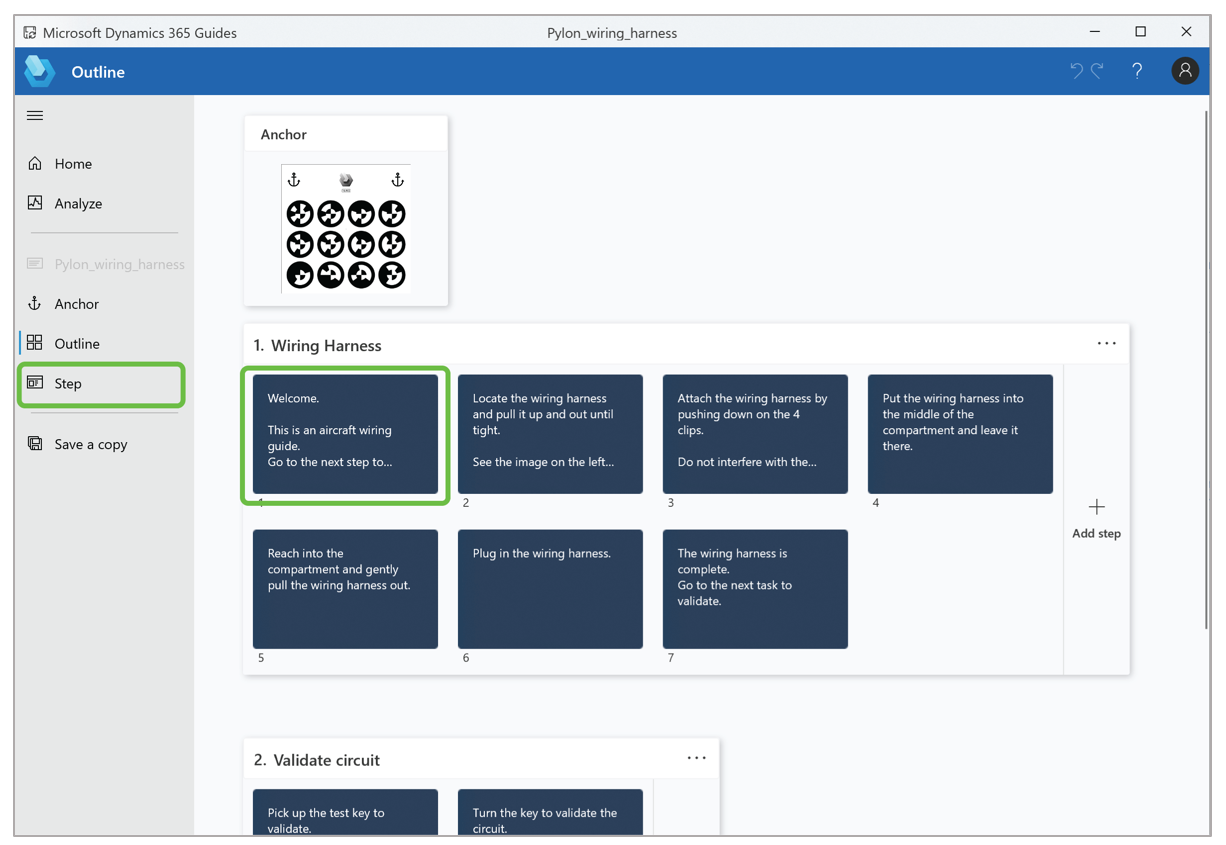 Microsoft Dynamics 365 Guides
Pylon_wiring_harness
Outline
?
Home
Analyze
Pylon_wiring_harness
Anchor
Outline
Step
Save a copy
Anchor
1. Wiring Harness
...
Welcome.
This is an aircraft wiring
guide.
Go to the next step to...
1
Locate the wiring harness
and pull it up and out until
tight.
See the image on the left...
2
Attach the wiring harness by
pushing down on the 4
clips.
Do not interfere with the...
3
Put the wiring harness into
the middle of the
compartment and leave it
there.
4
Add step
Reach into the
compartment and gently
pull the wiring harness out.
5
Plug in the wiring harness.
6
The wiring harness is
complete.
Go to the next task to
validate.
7
2. Validate circuit
...
Pick up the test key to
validate.
Turn the key to validate the
circuit.